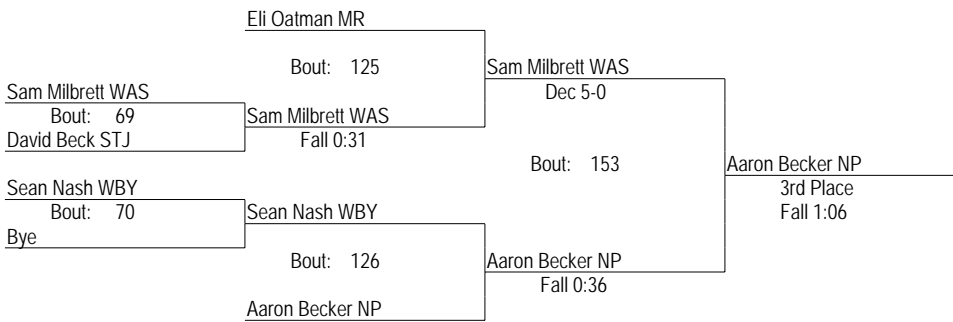 Eli Oatman MR
Bout: 125
Sam Milbrett WAS
Dec 5-0
Sam Milbrett WAS
Bout: 69
David Beck STJ
Sam Milbrett WAS
Fall 0:31
Bout: 153
Aaron Becker NP
3rd Place
Fall 1:06
Sean Nash WBY
Bout: 70
Bye
Sean Nash WBY
Bout: 126
Aaron Becker NP
Fall 0:36
Aaron Becker NP